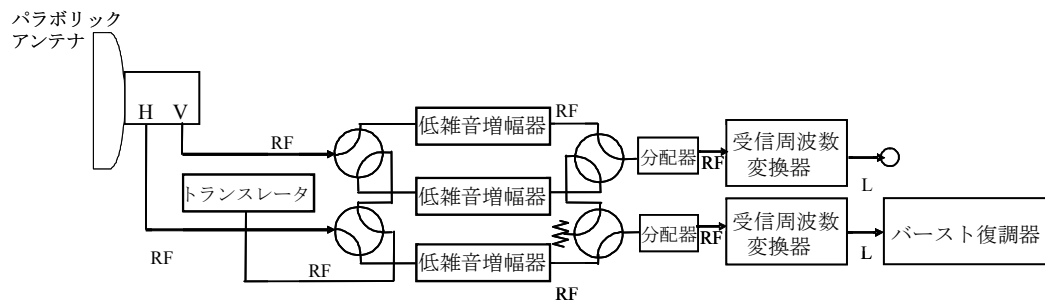 パラボリック
アンテナ
H V
RF
低雑音増幅器
RF
分配器
RF
受信周波数
変換器
L
トランスレータ
低雑音増幅器
RF
RF
低雑音増幅器
RF
分配器
RF
受信周波数
変換器
L
バースト復調器